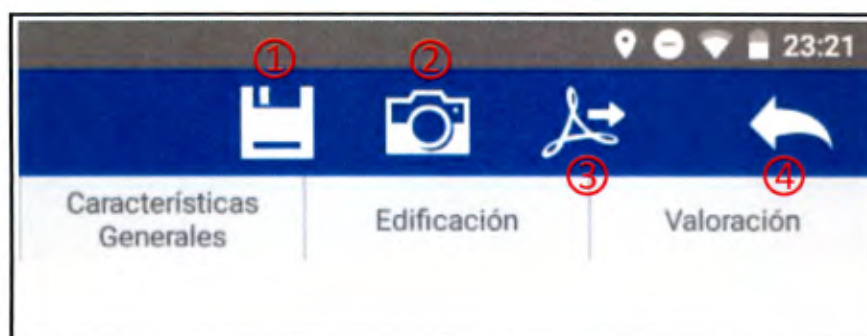 23:21
① ②
③ ④
Características
Generales
Edificación
Valoración